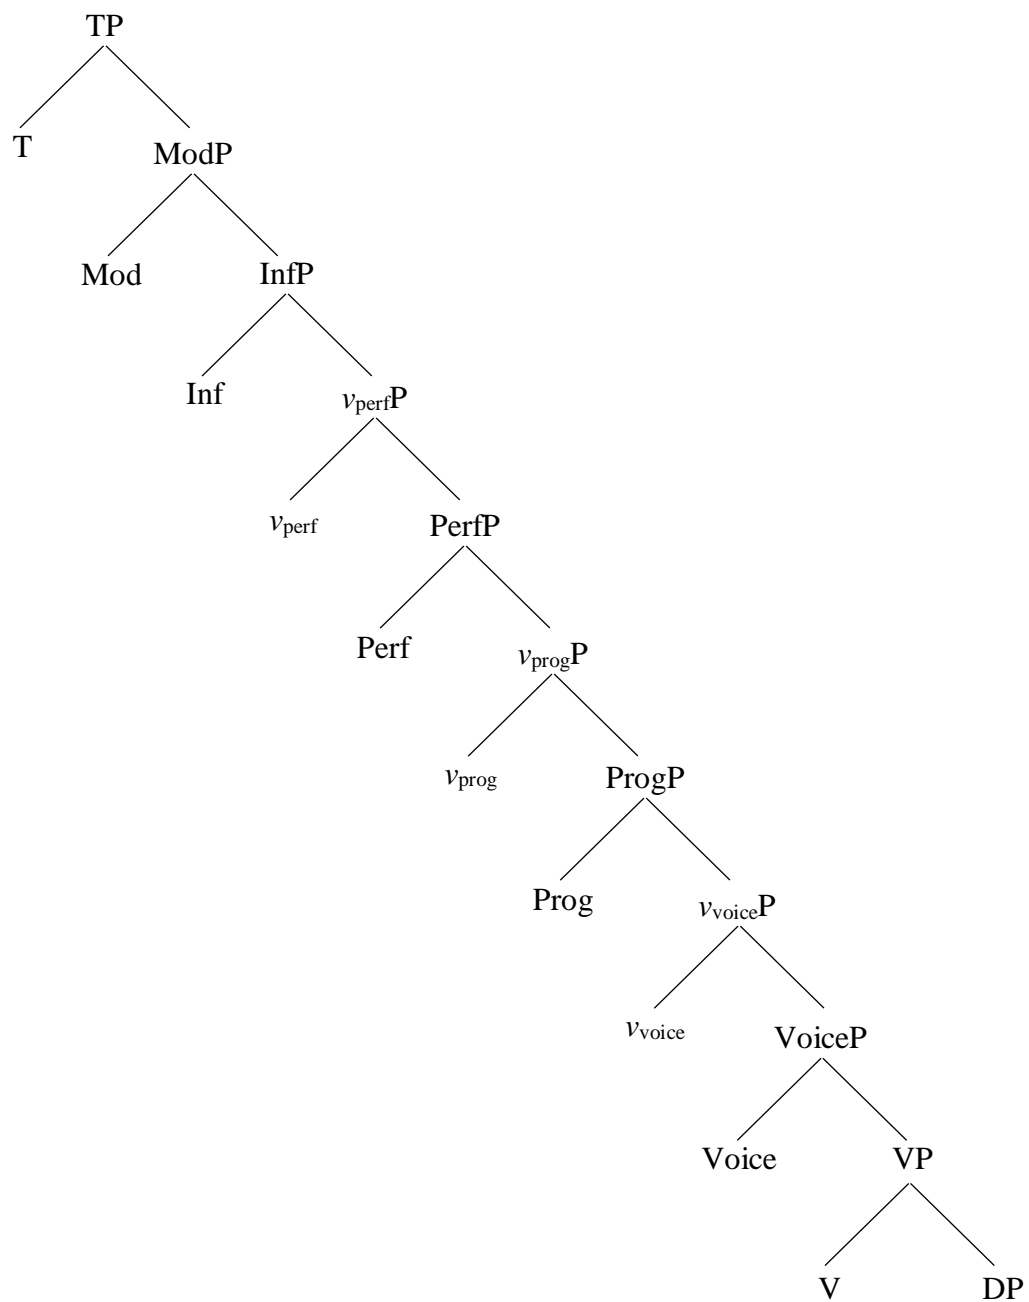 TP
T
ModP
Mod
InfP
Inf
vperfP
vperf
PerfP
Perf
vprogP
vprog
ProgP
Prog
vvoiceP
vvoice
VoiceP
Voice
VP
V
DP